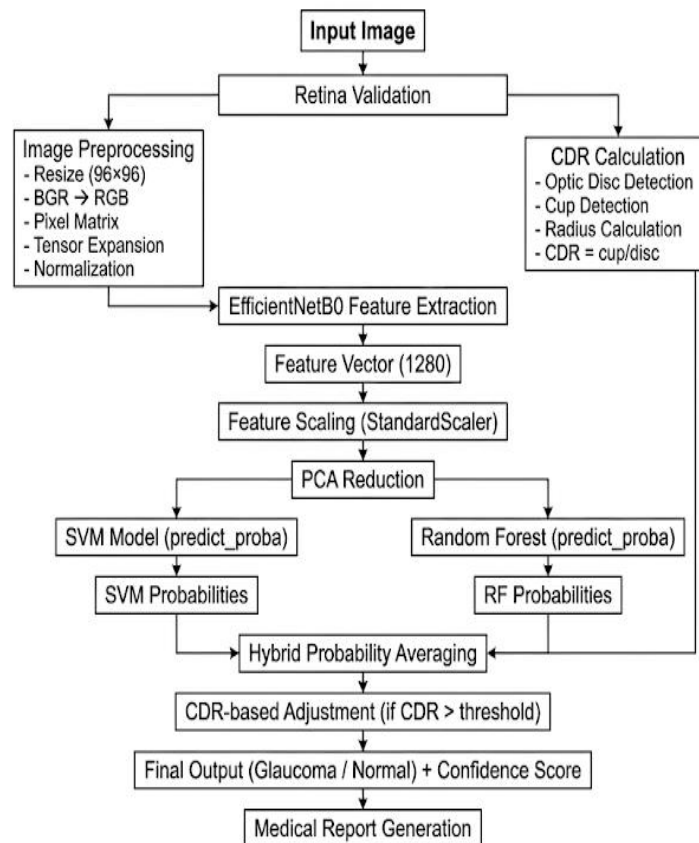 Input Image
Retina Validation
Image Preprocessing
- Resize (96×96)
- BGR → RGB
- Pixel Matrix
- Tensor Expansion
- Normalization
CDR Calculation
- Optic Disc Detection
- Cup Detection
- Radius Calculation
- CDR = cup/disc
EfficientNetB0 Feature Extraction
Feature Vector (1280)
Feature Scaling (StandardScaler)
PCA Reduction
SVM Model (predict_proba)
Random Forest (predict_proba)
SVM Probabilities
RF Probabilities
Hybrid Probability Averaging
CDR-based Adjustment (if CDR > threshold)
Final Output (Glaucoma / Normal) + Confidence Score
Medical Report Generation